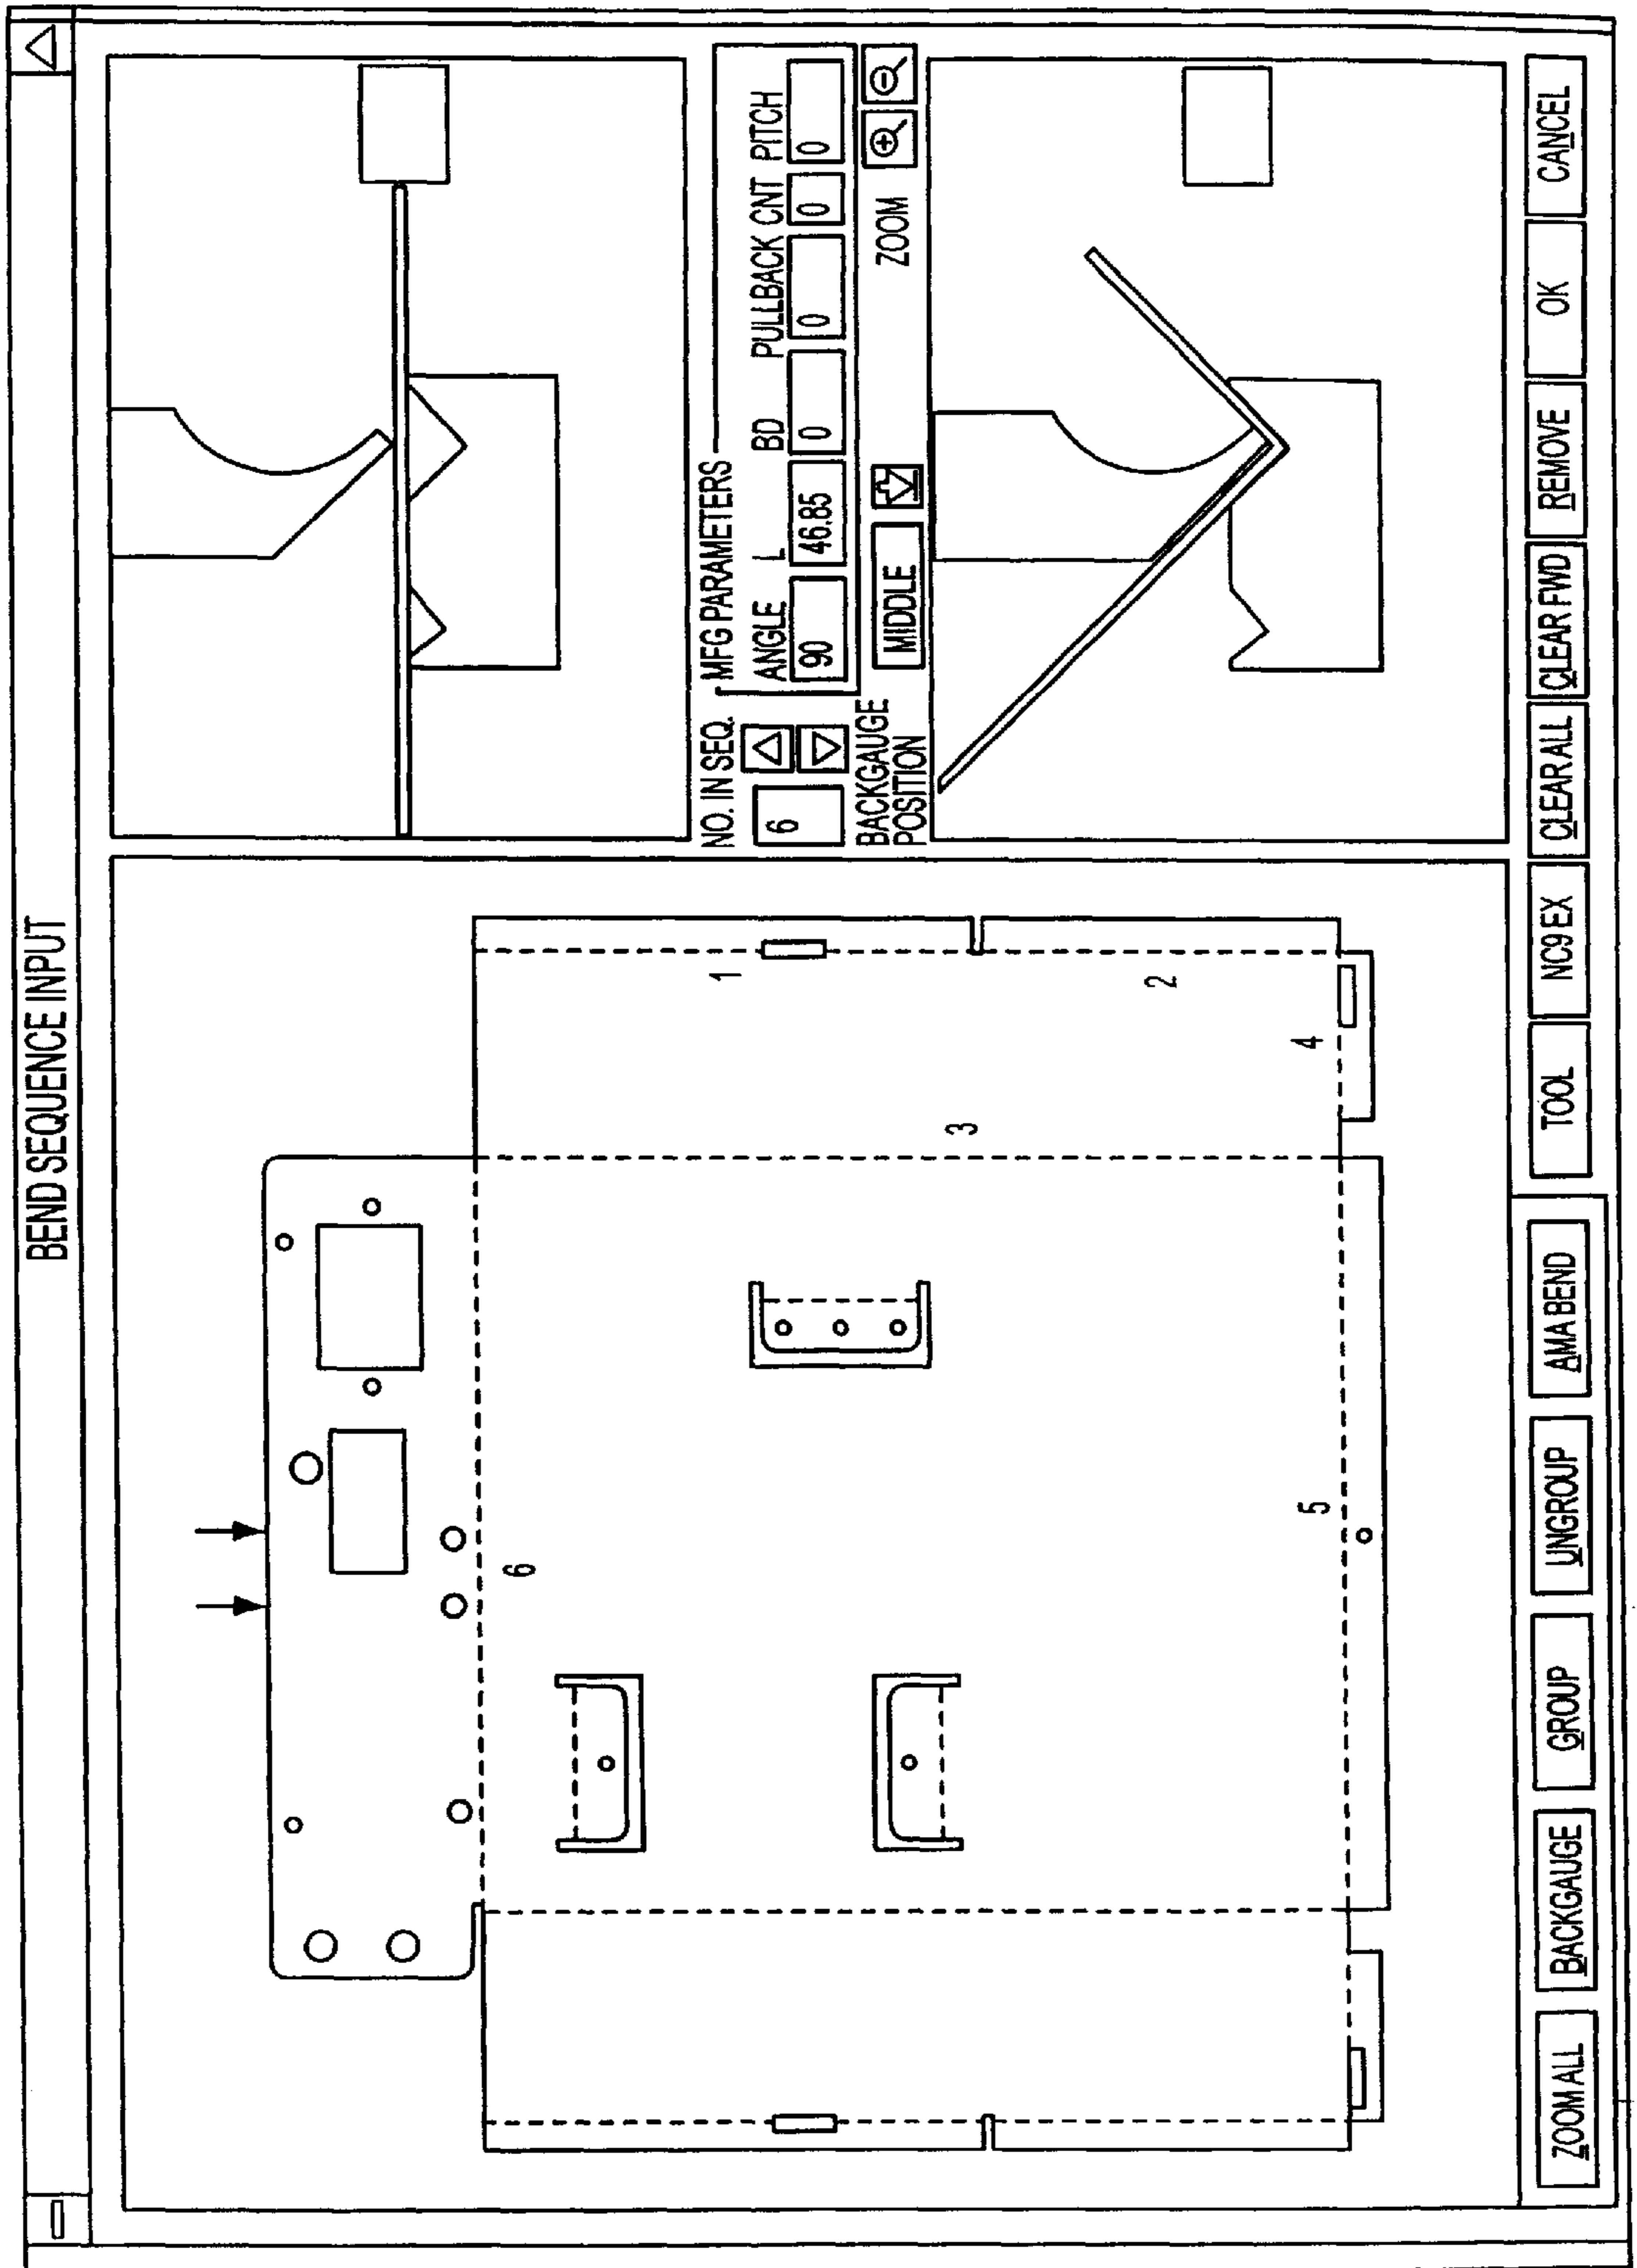 BEND SEQUENCE INPUT
6
1
3
2
5
4
NO. IN SEQ.
6
MFG PARAMETERS
ANGLE L BD PULLBACK CNT PITCH
90 46.85 0 0 0 0
BACKGAUGE
POSITION
MIDDLE
ZOOM
ZOOM ALL BACKGAUGE GROUP UNGROUP AMA BEND TOOL NC9 EX CLEAR ALL CLEAR FWD REMOVE OK CANCEL